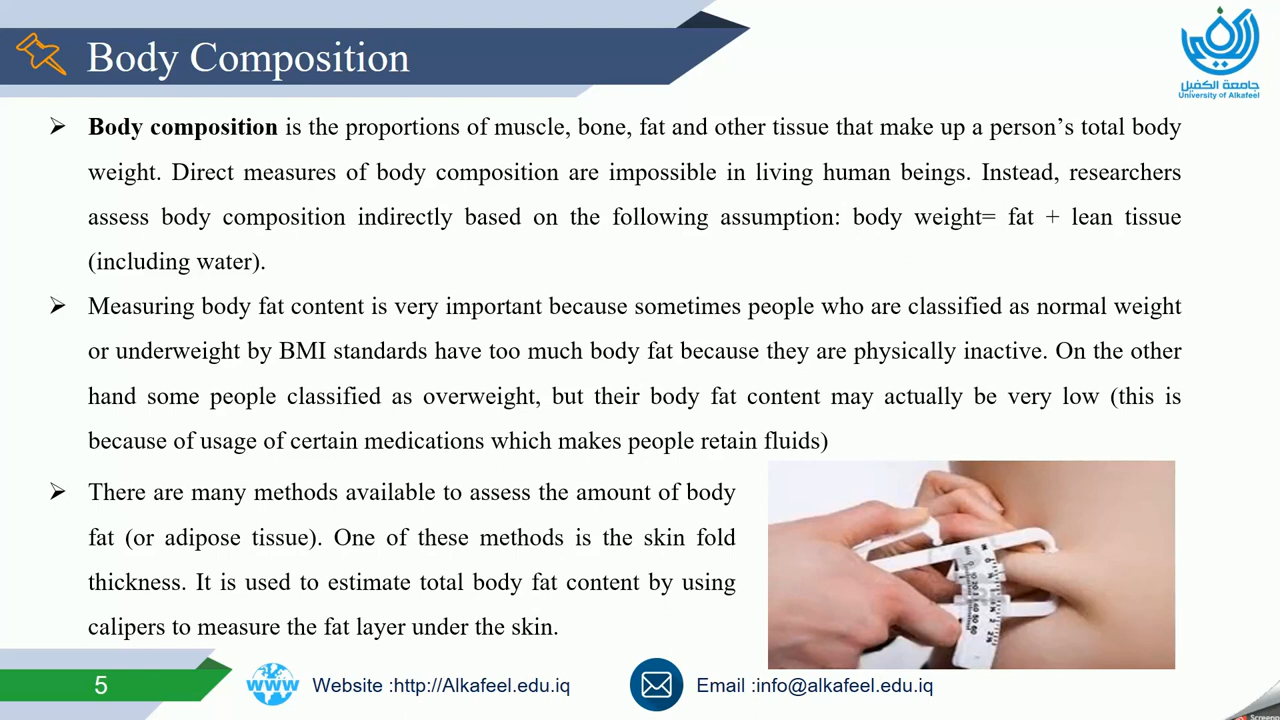 Body Composition
جامعة الكفيل
University of Alkafeel
➢ Body composition is the proportions of muscle, bone, fat and other tissue that make up a person’s total body
weight. Direct measures of body composition are impossible in living human beings. Instead, researchers
assess body composition indirectly based on the following assumption: body weight= fat + lean tissue
(including water).
➢ Measuring body fat content is very important because sometimes people who are classified as normal weight
or underweight by BMI standards have too much body fat because they are physically inactive. On the other
hand some people classified as overweight, but their body fat content may actually be very low (this is
because of usage of certain medications which makes people retain fluids)
➢ There are many methods available to assess the amount of body
fat (or adipose tissue). One of these methods is the skin fold
thickness. It is used to estimate total body fat content by using
calipers to measure the fat layer under the skin.
5
WWW
Website :http://Alkafeel.edu.iq
Email :info@alkafeel.edu.iq